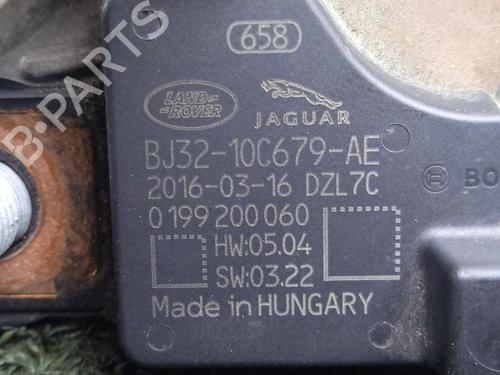 658
LAND-
ROVER
JAGUAR
BJ32-10C679-AE
2016-03-16 DZL7C
0 199 200 060
HW:05.04
SW:03.22
Made in HUNGARY
BO
B-PARTS